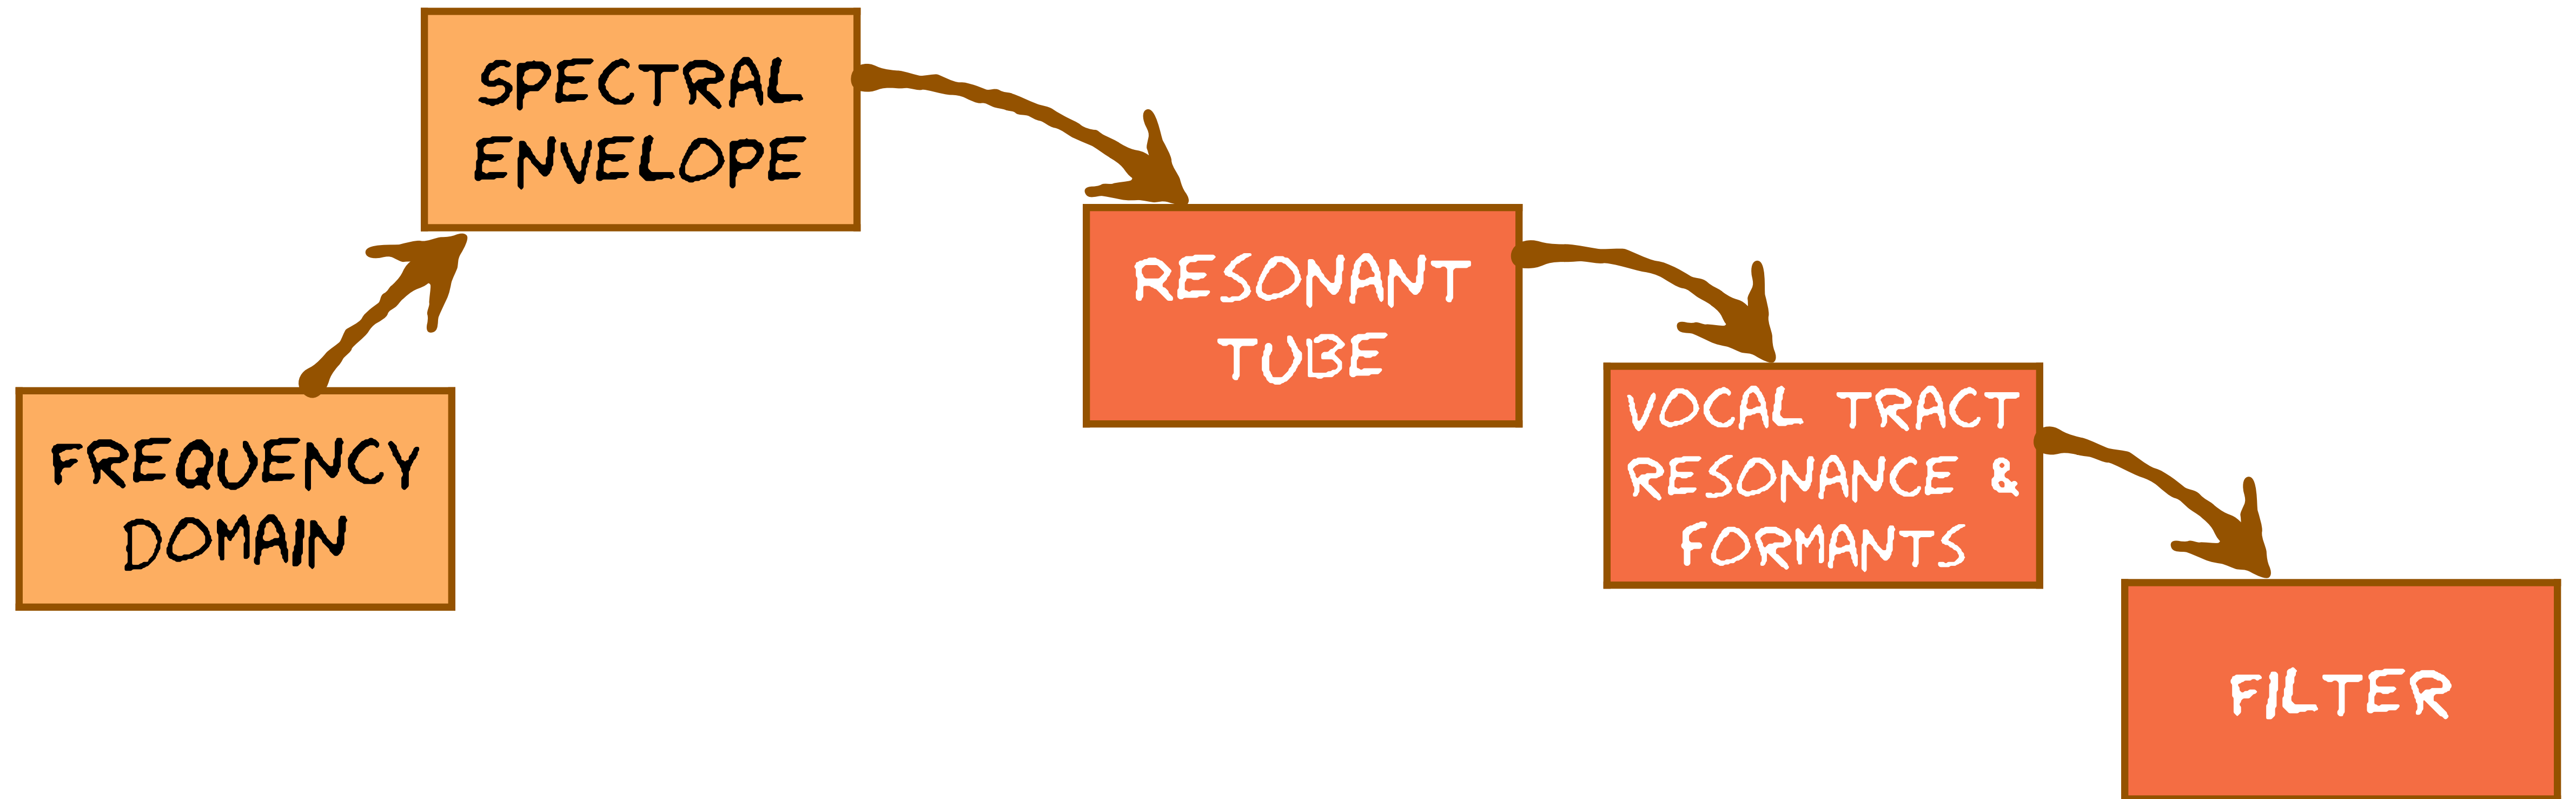 SPECTRAL
ENVELOPE
FREQUENCY
DOMAIN
RESONANT
TUBE
VOCAL TRACT
RESONANCE &
FORMANTS
FILTER